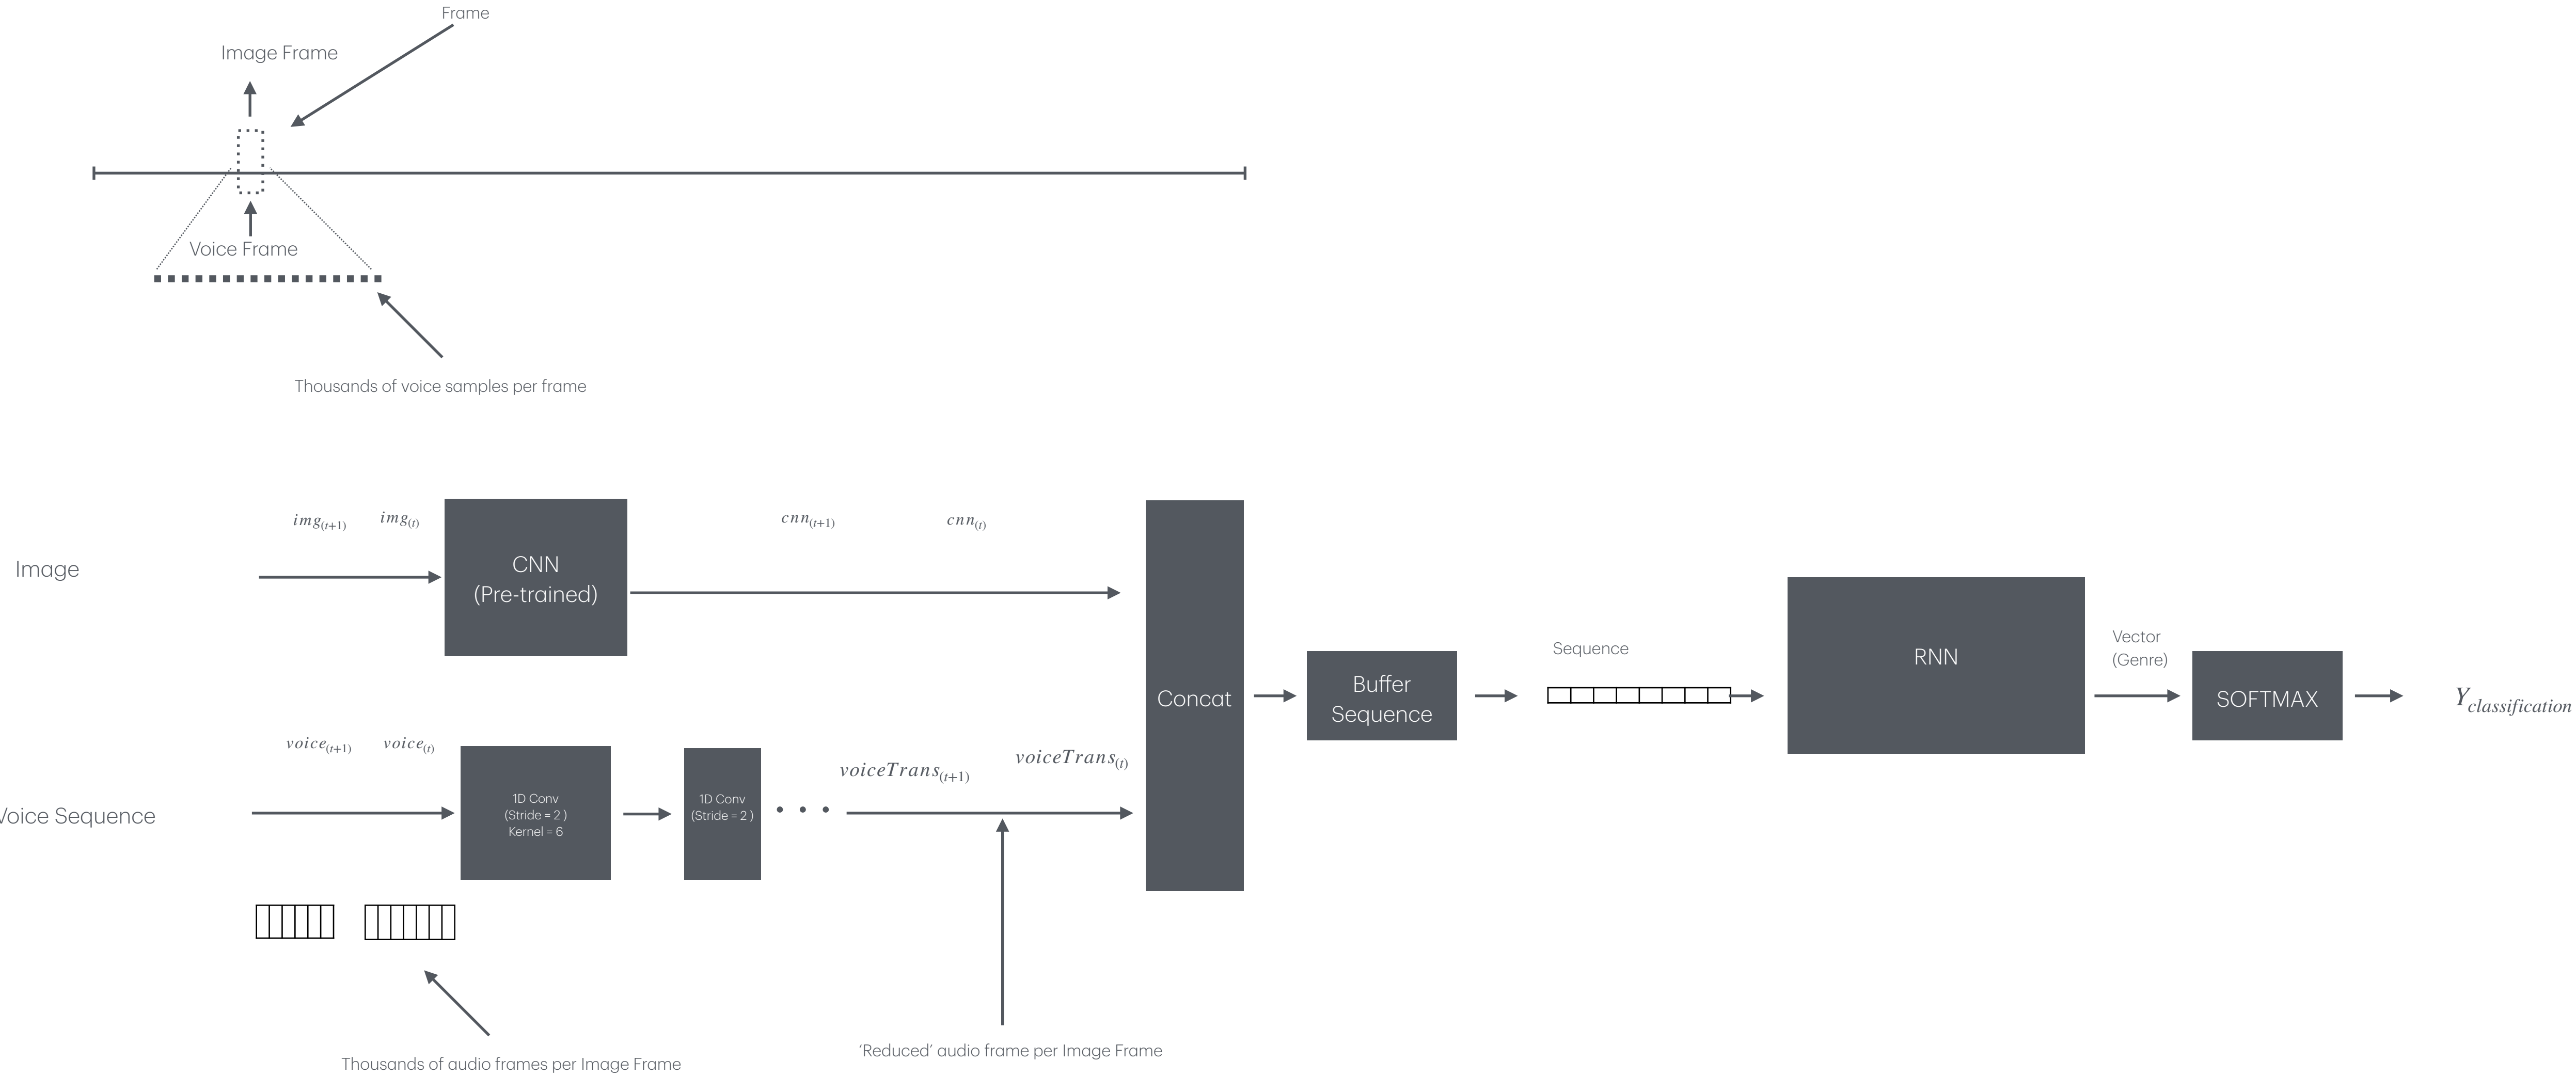 Frame
Image Frame
Voice Frame
Thousands of voice samples per frame
img(t+1)
img(t)
cnn(t+1)
cnn(t)
Image
CNN
(Pre-trained)
Concat
Buffer
Sequence
Sequence
RNN
Vector
(Genre)
SOFTMAX
Yclassification
voice(t+1)
voice(t)
voiceTrans(t+1)
voiceTrans(t)
Voice Sequence
1D Conv
(Stride = 2 )
Kernel = 6
1D Conv
(Stride = 2 )
• • •
Thousands of audio frames per Image Frame
‘Reduced’ audio frame per Image Frame